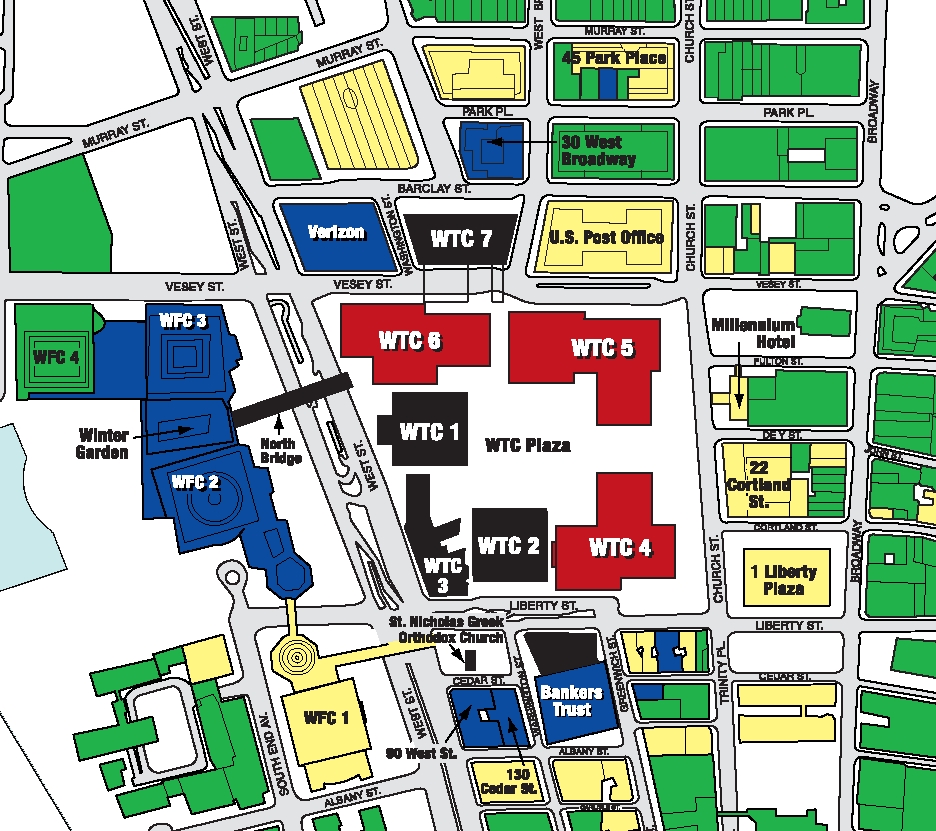 WEST ST.
MURRAY ST.
CHURCH ST.
MURRAY ST.
45 Park Place
BROADWAY
PARK PL.
PARK PL.
MURRAY ST.
30 West
Broadway
BARCLAY ST.
WEST ST.
WASHINGTON ST.
CHURCH ST.
Verizon
WTC 7
U.S. Post Office
VESEY ST.
VESEY ST.
VESEY ST.
WFC 3
WFC 4
WTC 6
WTC 5
Millennium
Hotel
FULTON ST.
Winter
Garden
North
Bridge
WTC 1
WTC Plaza
DEY ST.
WEST ST.
WFC 2
22
Cortland
St.
CORTLAND ST.
WTC 2
WTC 4
WTC
3
CHURCH ST.
BROADWAY
1 Liberty
Plaza
LIBERTY ST.
LIBERTY ST.
St. Nicholas Greek
Orthodox Church
CEDAR ST.
WASHINGTON ST.
GREENWICH ST.
TRINITY PL.
CEDAR ST.
Bankers
Trust
WFC 1
WEST ST.
SOUTH END AV.
90 West St.
130
Cedar St.
ALBANY ST.
ALBANY ST.